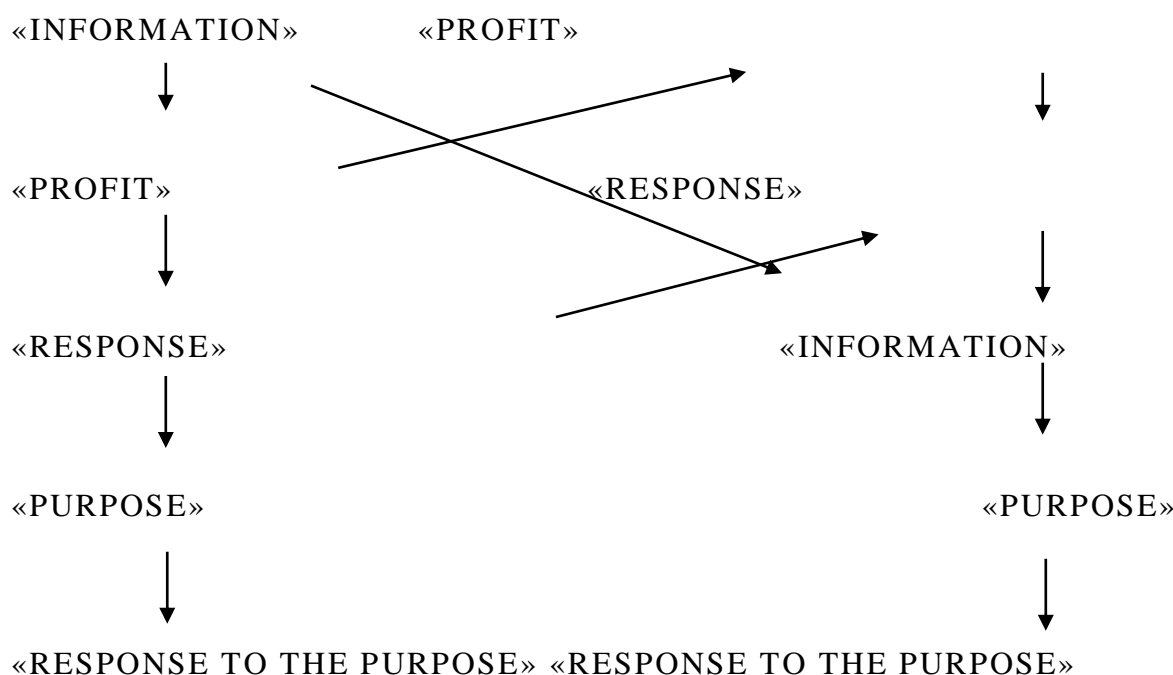 «INFORMATION» «PROFIT»
«PROFIT» «RESPONSE»
«RESPONSE» «INFORMATION»
«PURPOSE» «PURPOSE»
«RESPONSE TO THE PURPOSE» «RESPONSE TO THE PURPOSE»